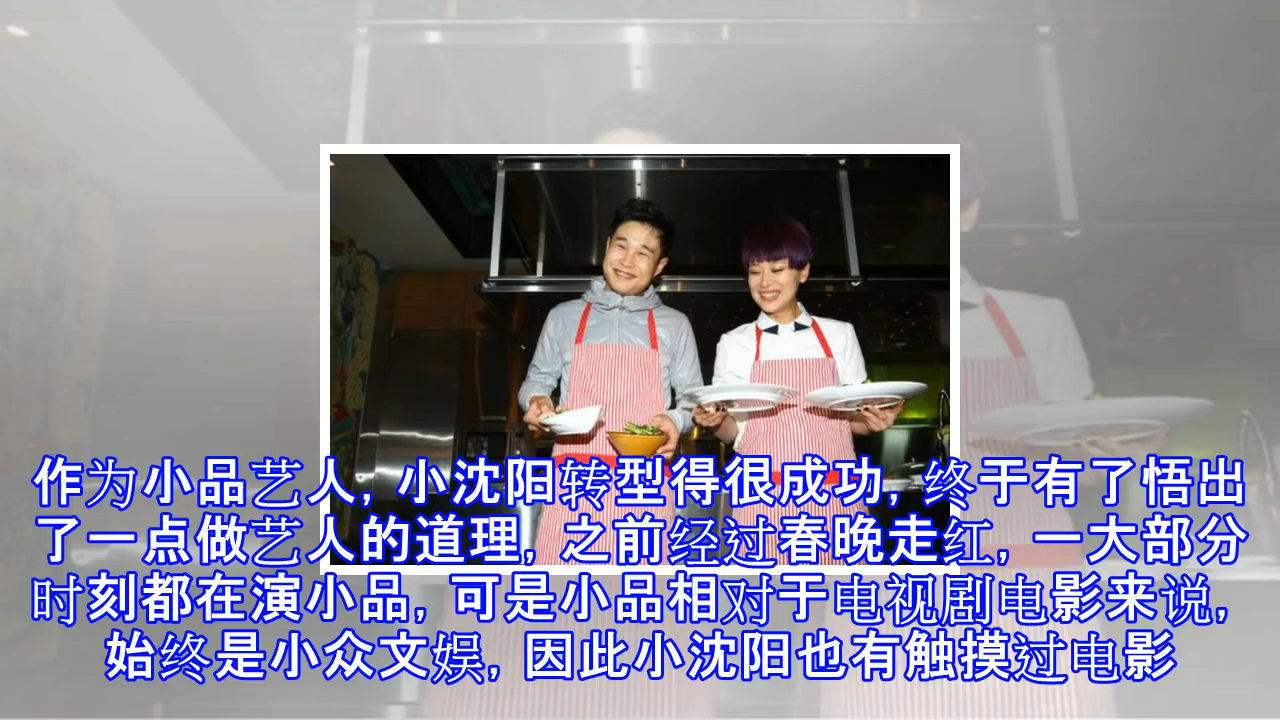 作为小品艺人,小沈阳转型得很成功,终于有了悟出
了一点做艺人的道理,之前经过春晚走红,一大部分
时刻都在演小品,可是小品相对于电视剧电影来说,
始终是小众文娱,因此小沈阳也有触摸过电影